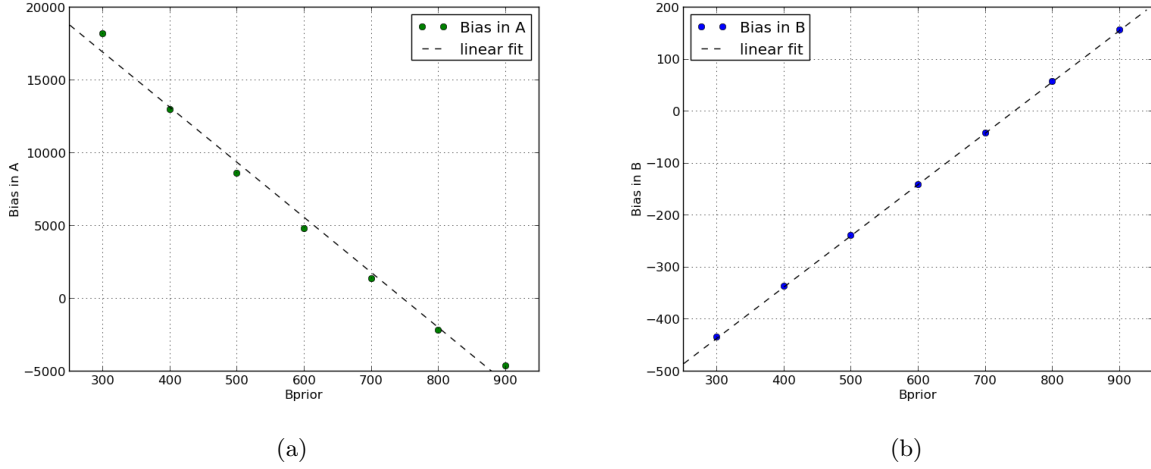 20000
15000
10000
5000
0
−5000
Bias in A
Bias in A
linear fit
300 400 500 600 700 800 900
Bprior
(a)
200
100
0
−100
−200
−300
−400
−500
Bias in B
Bias in B
linear fit
300 400 500 600 700 800 900
Bprior
(b)